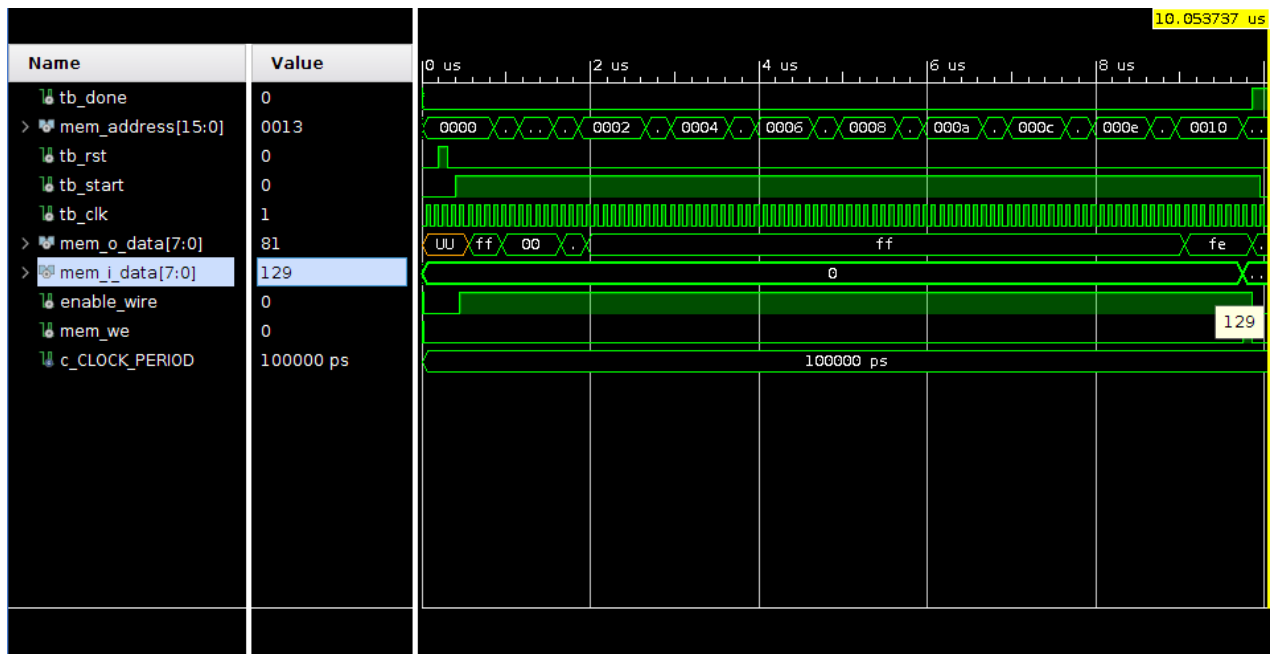 10.053737 us
Name Value 0 us 2 us 4 us 6 us 8 us
tb_done 0
> mem_address[15:0] 0013 0000 . .. . 0002 . 0004 . 0006 . 0008 . 000a . 000c . 000e . 0010 ..
tb_rst 0
tb_start 0
tb_clk 1
> mem_o_data[7:0] 81 UU ff 00 . ff fe .
> mem_i_data[7:0] 129 0 ..
enable_wire 0
129
mem_we 0
c_CLOCK_PERIOD 100000 ps 100000 ps